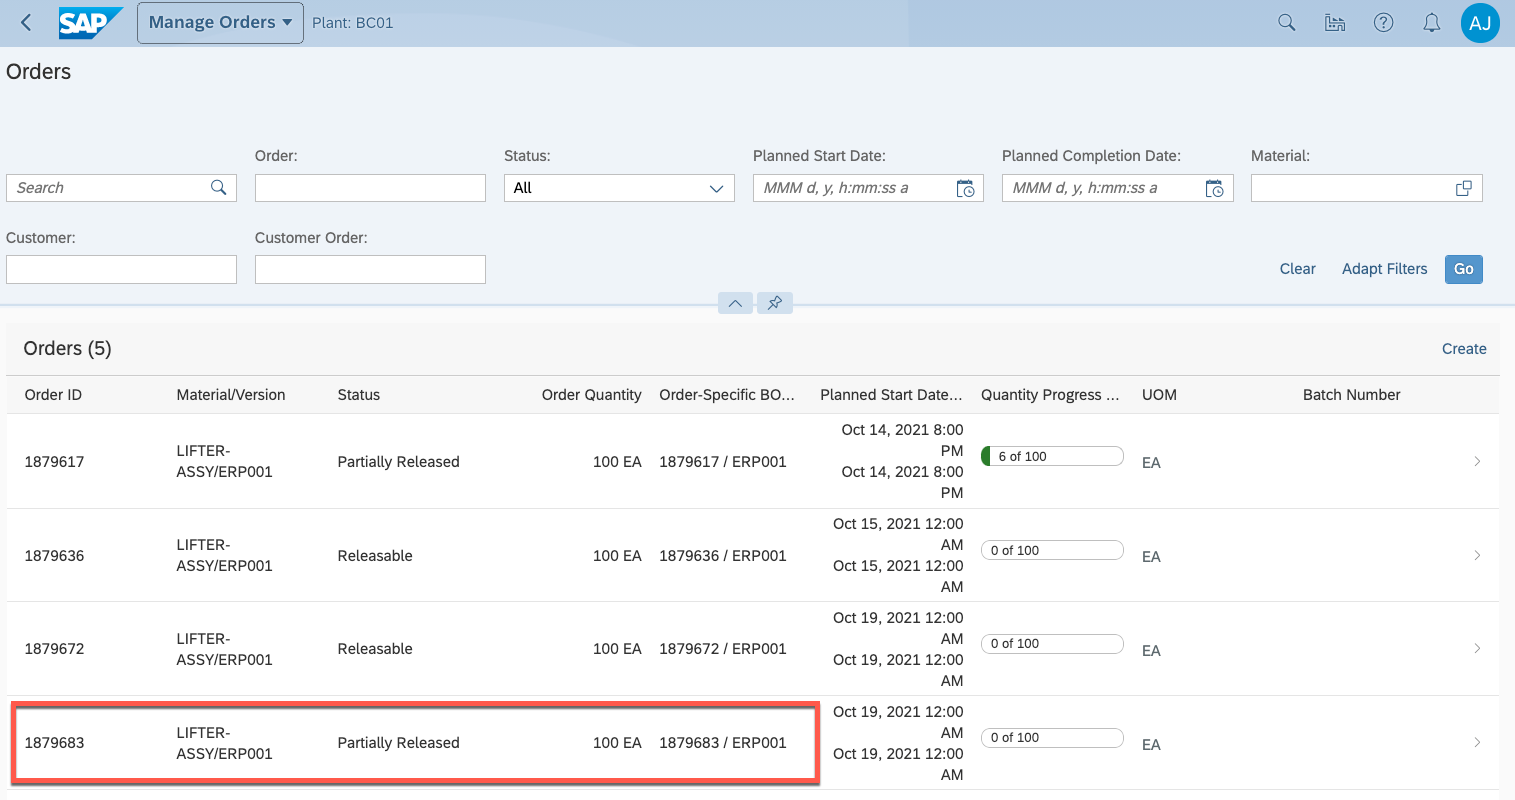 SAP Manage Orders Plant: BC01 AJ
Orders
Order: Status: Planned Start Date: Planned Completion Date: Material:
Search All MMM d, y, h:mm:ss a MMM d, y, h:mm:ss a
Customer: Customer Order:
Clear Adapt Filters Go
Orders (5) Create
Order ID Material/Version Status Order Quantity Order-Specific BO... Planned Start Date... Quantity Progress ... UOM Batch Number
1879617 LIFTER-ASSY/ERP001 Partially Released 100 EA 1879617 / ERP001 Oct 14, 2021 8:00 PM Oct 14, 2021 8:00 PM 6 of 100 EA
1879636 LIFTER-ASSY/ERP001 Releasable 100 EA 1879636 / ERP001 Oct 15, 2021 12:00 AM Oct 15, 2021 12:00 AM 0 of 100 EA
1879672 LIFTER-ASSY/ERP001 Releasable 100 EA 1879672 / ERP001 Oct 19, 2021 12:00 AM Oct 19, 2021 12:00 AM 0 of 100 EA
1879683 LIFTER-ASSY/ERP001 Partially Released 100 EA 1879683 / ERP001 Oct 19, 2021 12:00 AM Oct 19, 2021 12:00 AM 0 of 100 EA